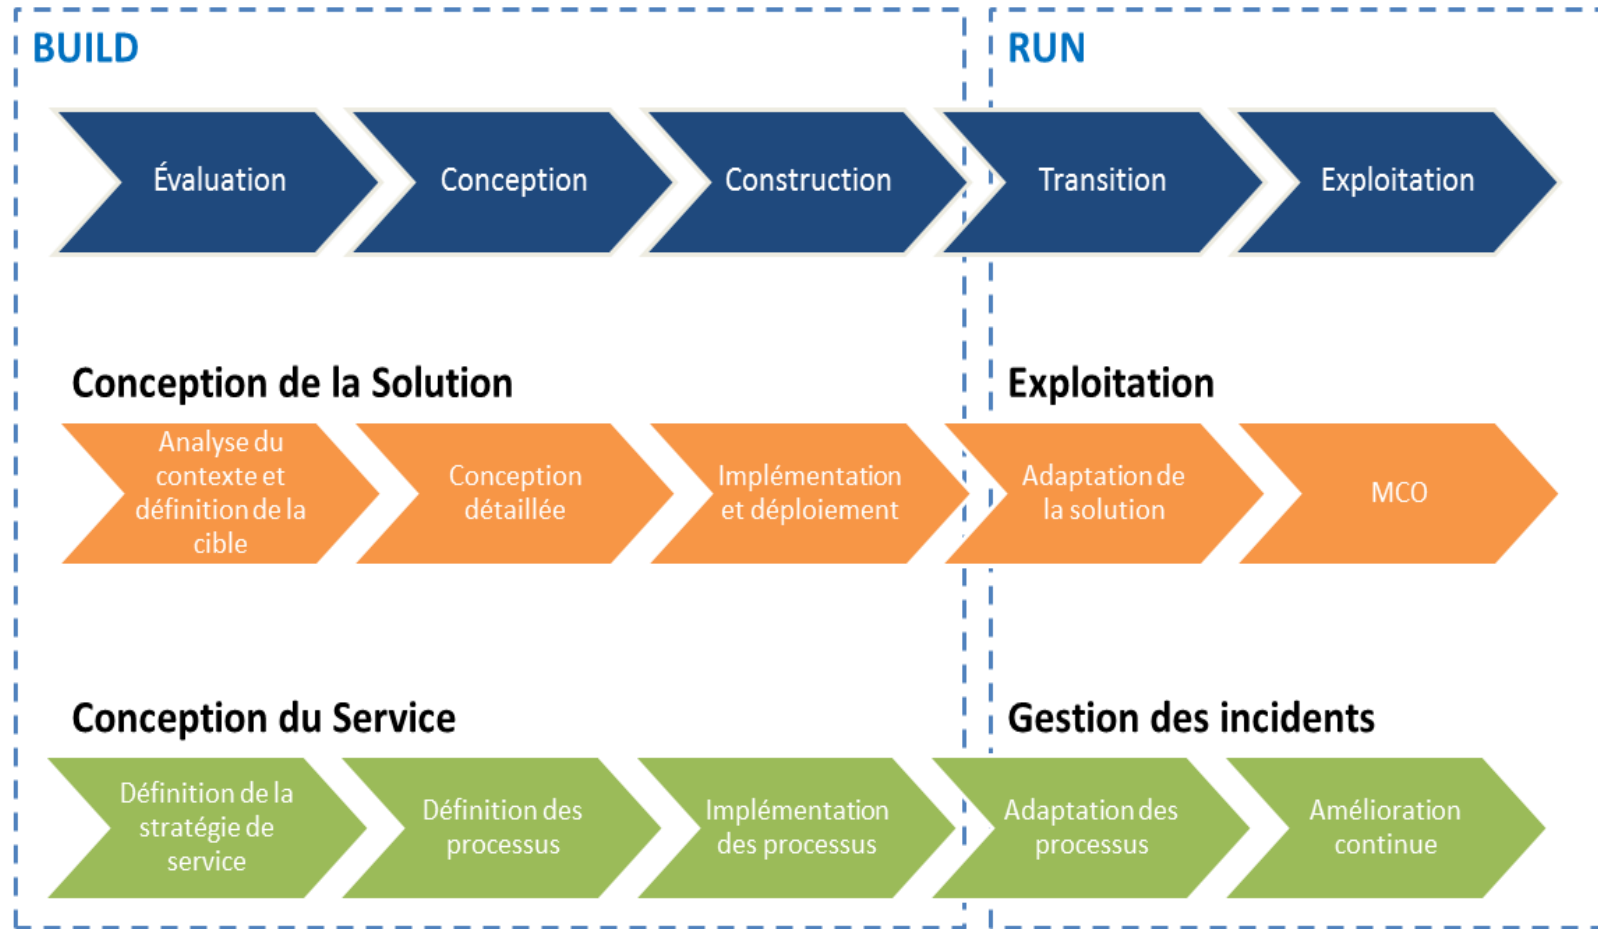 BUILD
RUN
Évaluation
Conception
Construction
Transition
Exploitation
Conception de la Solution
Exploitation
Analyse du
contexte et
définition de la
cible
Conception
détaillée
Implémentation
et déploiement
Adaptation de
la solution
MCO
Conception du Service
Gestion des incidents
Définition de la
stratégie de
service
Définition des
processus
Implémentation
des processus
Adaptation des
processus
Amélioration
continue